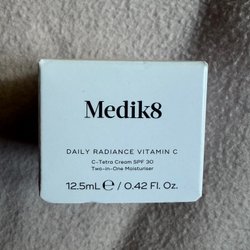 Medik8
DAILY RADIANCE VITAMIN C
C-Tetra Cream SPF 30
Two-in-One Moisturiser
12.5mL ℮ / 0.42 Fl. Oz.